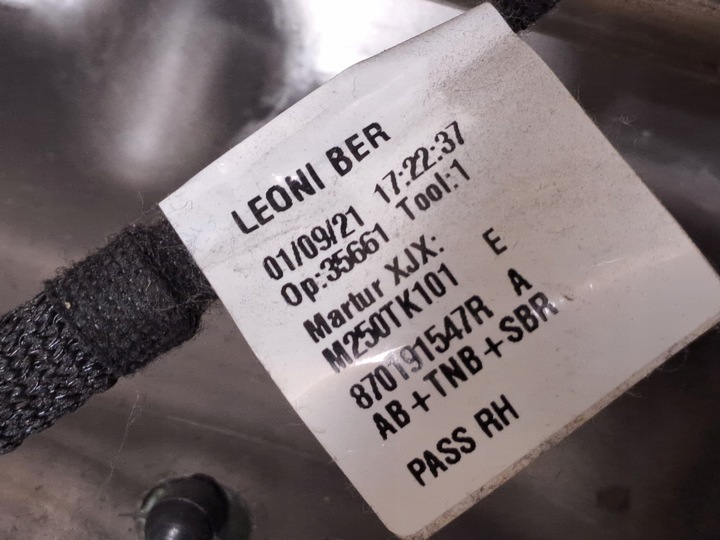 LEONI BER
01/09/21 17:22:37
Op:35661 Tool:1
Martur XJX:
M250TK101 E
870191547R A
AB+TNB+SBR
PASS RH